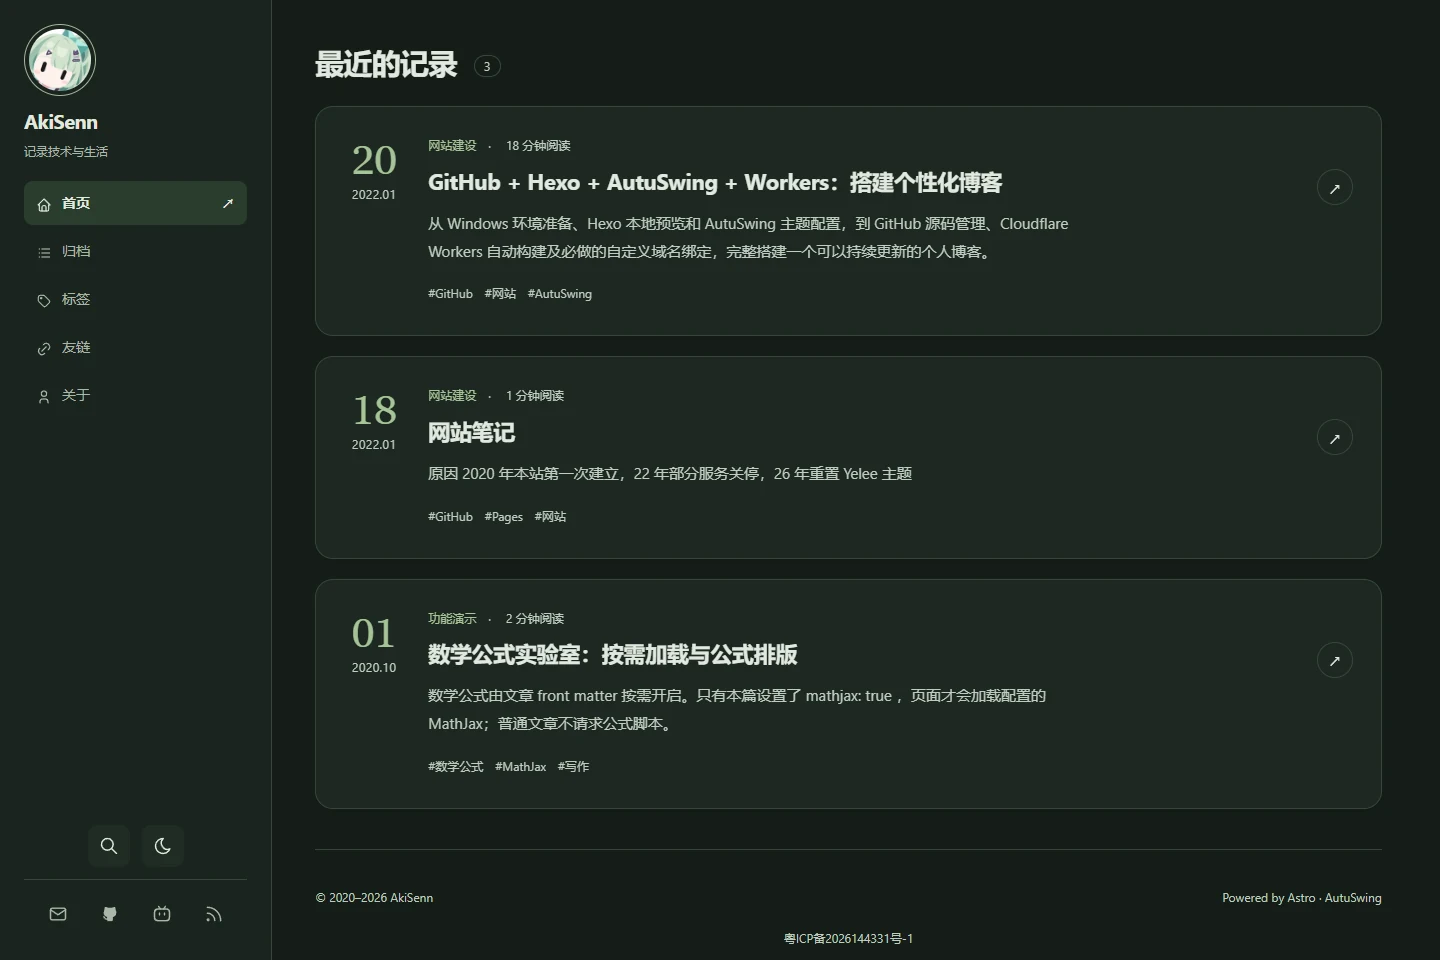 AkiSenn
记录技术与生活
首页
归档
标签
友链
关于
最近的记录 3
20
2022.01
网站建设 · 18 分钟阅读
GitHub + Hexo + AutuSwing + Workers：搭建个性化博客
从 Windows 环境准备、Hexo 本地预览和 AutuSwing 主题配置，到 GitHub 源码管理、Cloudflare
Workers 自动构建及必做的自定义域名绑定，完整搭建一个可以持续更新的个人博客。
#GitHub #网站 #AutuSwing
18
2022.01
网站建设 · 1 分钟阅读
网站笔记
原因 2020 年本站第一次建立，22 年部分服务关停，26 年重置 Yelee 主题
#GitHub #Pages #网站
01
2020.10
功能演示 · 2 分钟阅读
数学公式实验室：按需加载与公式排版
数学公式由文章 front matter 按需开启。只有本篇设置了 mathjax: true ，页面才会加载配置的
MathJax；普通文章不请求公式脚本。
#数学公式 #MathJax #写作
© 2020–2026 AkiSenn
Powered by Astro · AutuSwing
粤ICP备2026144331号-1